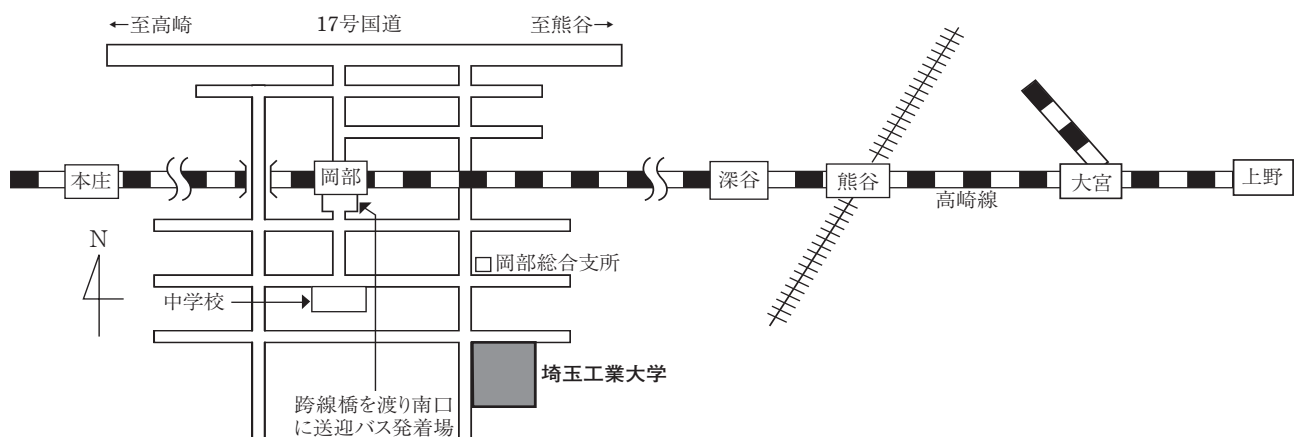 ←至高崎
17号国道
至熊谷→
本庄
岡部
深谷
熊谷
大宮
上野
高崎線
N
岡部総合支所
中学校
埼玉工業大学
跨線橋を渡り南口
に送迎バス発着場